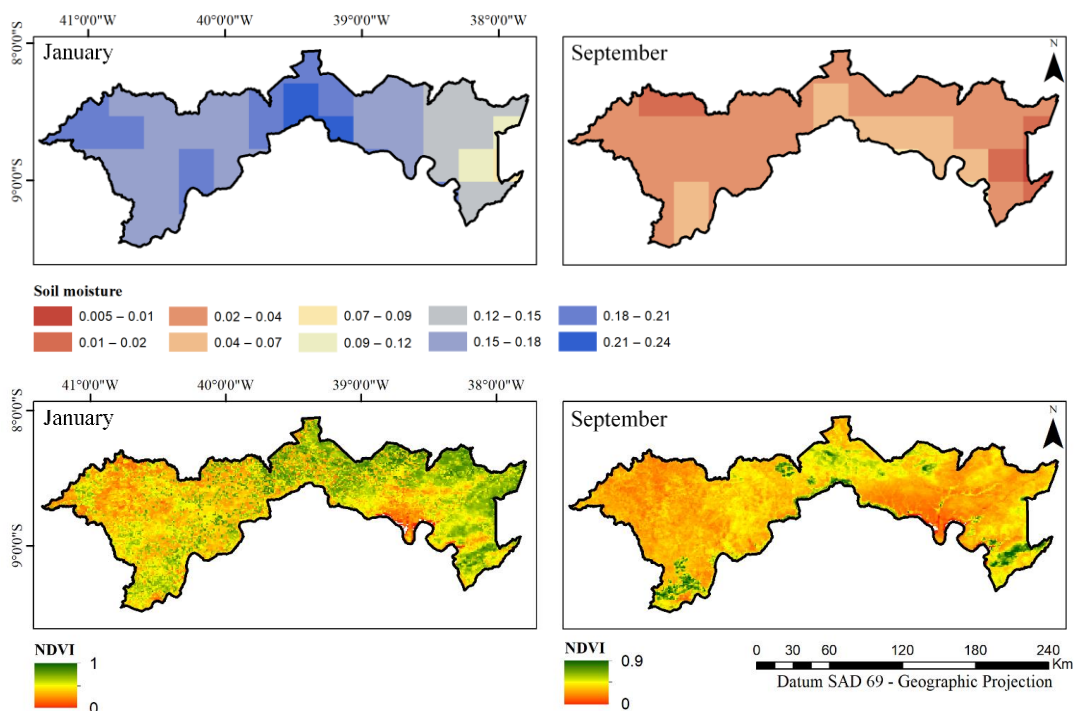 41°0'0"W 40°0'0"W 39°0'0"W 38°0'0"W
8°0'0"S
9°0'0"S
January
September
N
Soil moisture
0.005 – 0.01 0.02 – 0.04 0.07 – 0.09 0.12 – 0.15 0.18 – 0.21
0.01 – 0.02 0.04 – 0.07 0.09 – 0.12 0.15 – 0.18 0.21 – 0.24
41°0'0"W 40°0'0"W 39°0'0"W 38°0'0"W
8°0'0"S
9°0'0"S
January
September
N
NDVI
1
0
NDVI
0.9
0
0 30 60 120 180 240
Km
Datum SAD 69 - Geographic Projection